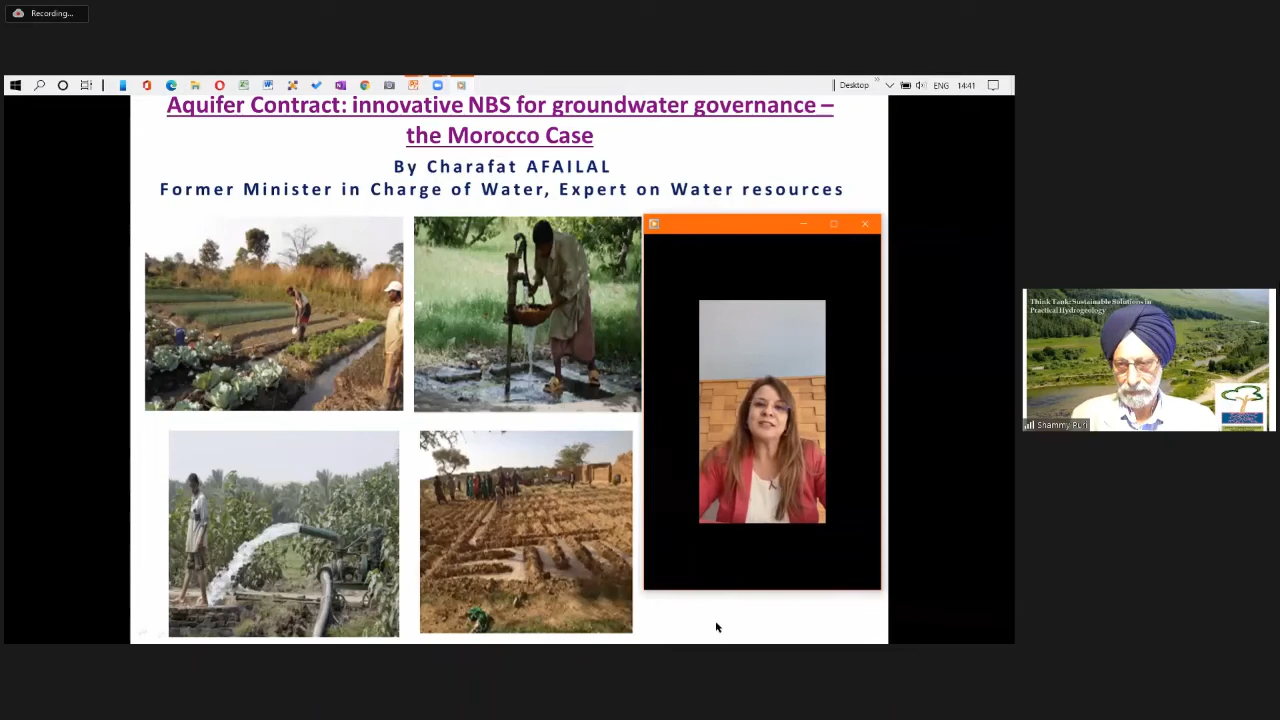 Recording...
Desktop
ENG
14:41
Aquifer Contract: innovative NBS for groundwater governance –
the Morocco Case
By Charafat AFAILAL
Former Minister in Charge of Water, Expert on Water resources
Think Tank: Sustainable Solutions in
Practical Hydrogeology
Shammy Puri